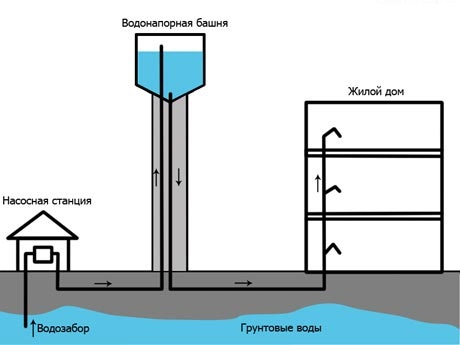 Водонапорная башня
Жилой дом
Насосная станция
Водозабор
Грунтовые воды